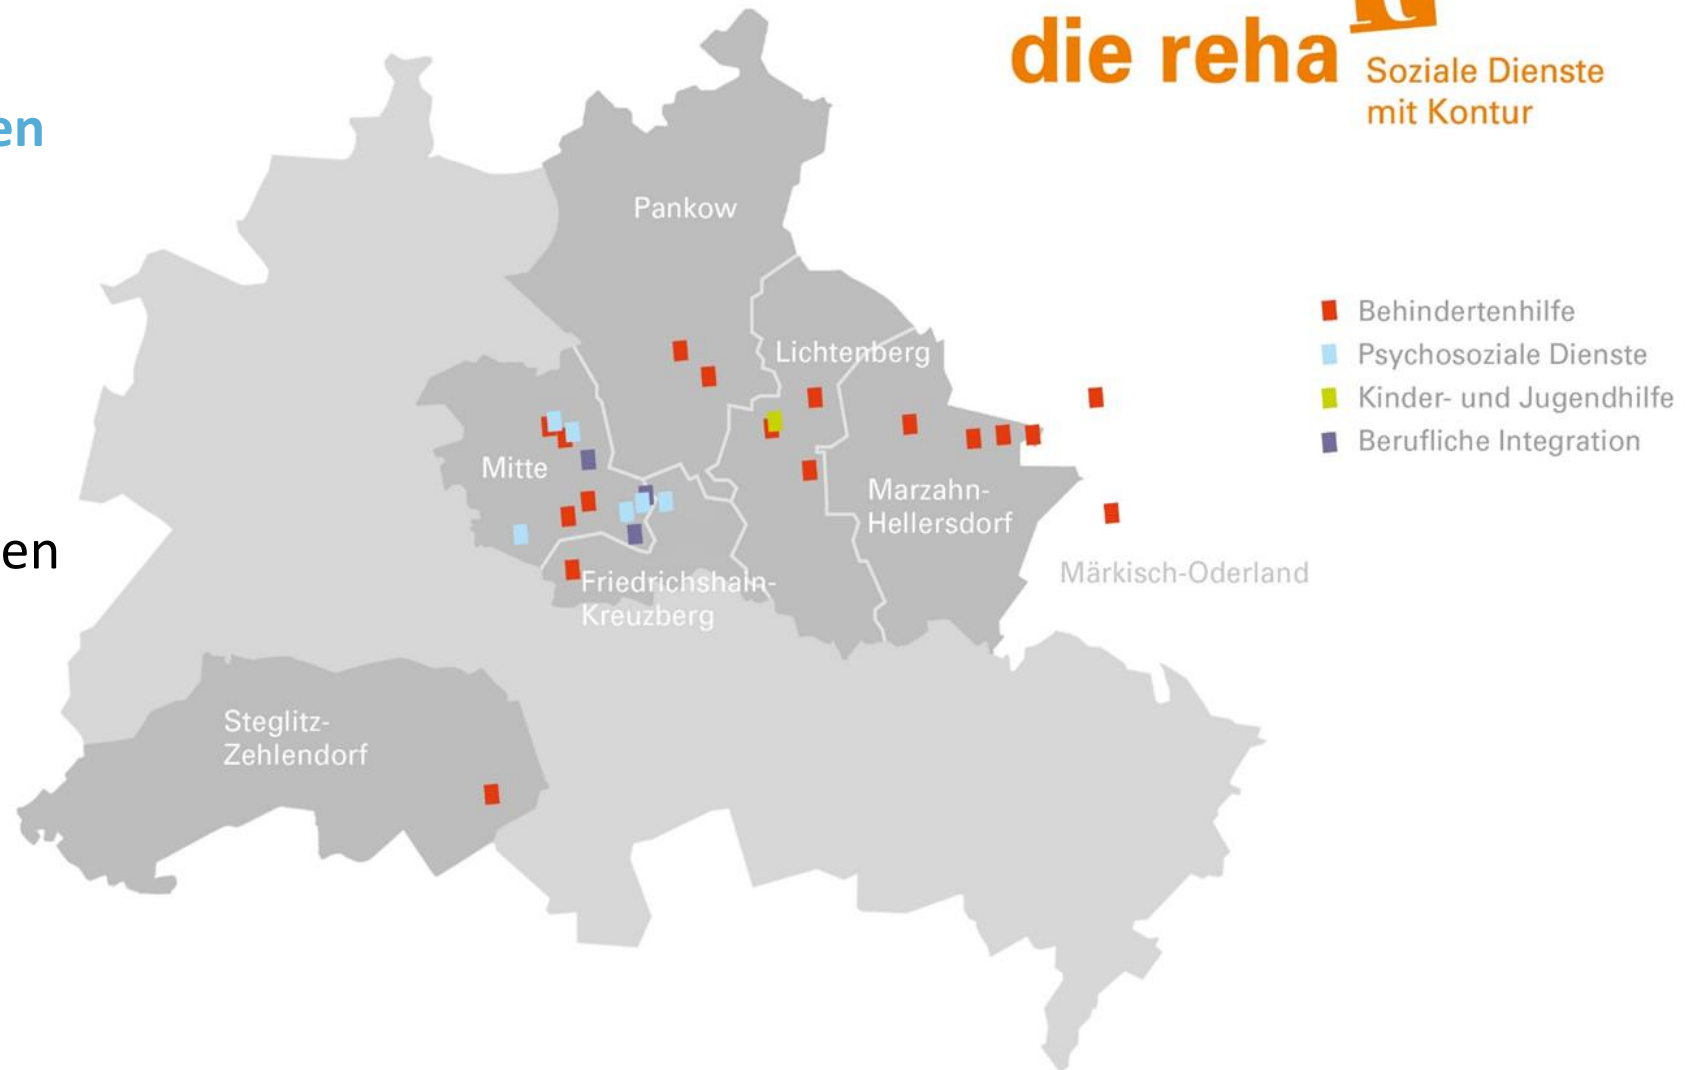 die reha
Soziale Dienste
mit Kontur
en
Pankow
Behindertenhilfe
Lichtenberg
Psychosoziale Dienste
Kinder- und Jugendhilfe
Berufliche Integration
Mitte
Marzahn-
Hellersdorf
en
Märkisch-Oderland
Friedrichshain-
Kreuzberg
Steglitz-
Zehlendorf